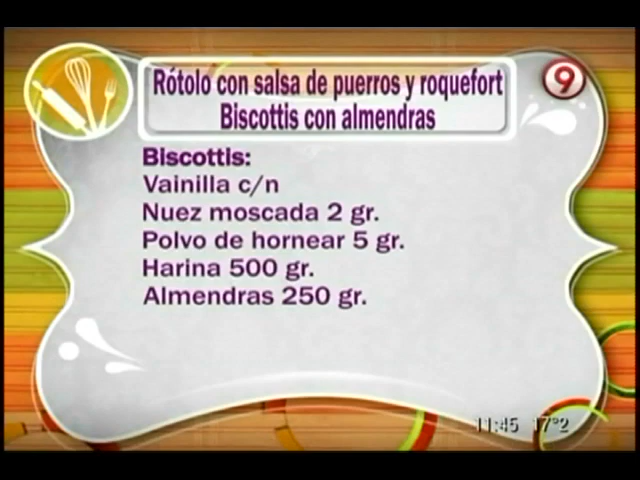 Rótolo con salsa de puerros y roquefort
Biscottis con almendras
9
Biscottis:
Vainilla c/n
Nuez moscada 2 gr.
Polvo de hornear 5 gr.
Harina 500 gr.
Almendras 250 gr.
11:45 17°2